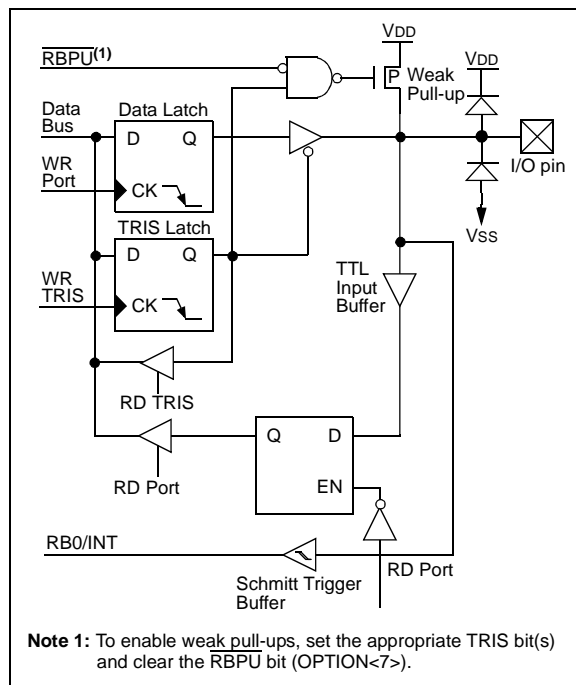 VDD
RBPU(1)
P Weak
Pull-up
VDD
Data
Bus
Data Latch
D Q
WR
Port
CK
I/O pin
VSS
TRIS Latch
D Q
WR
TRIS
CK
TTL
Input
Buffer
RD TRIS
Q D
RD Port
EN
RB0/INT
RD Port
Schmitt Trigger
Buffer
Note 1: To enable weak pull-ups, set the appropriate TRIS bit(s)
and clear the RBPU bit (OPTION<7>).